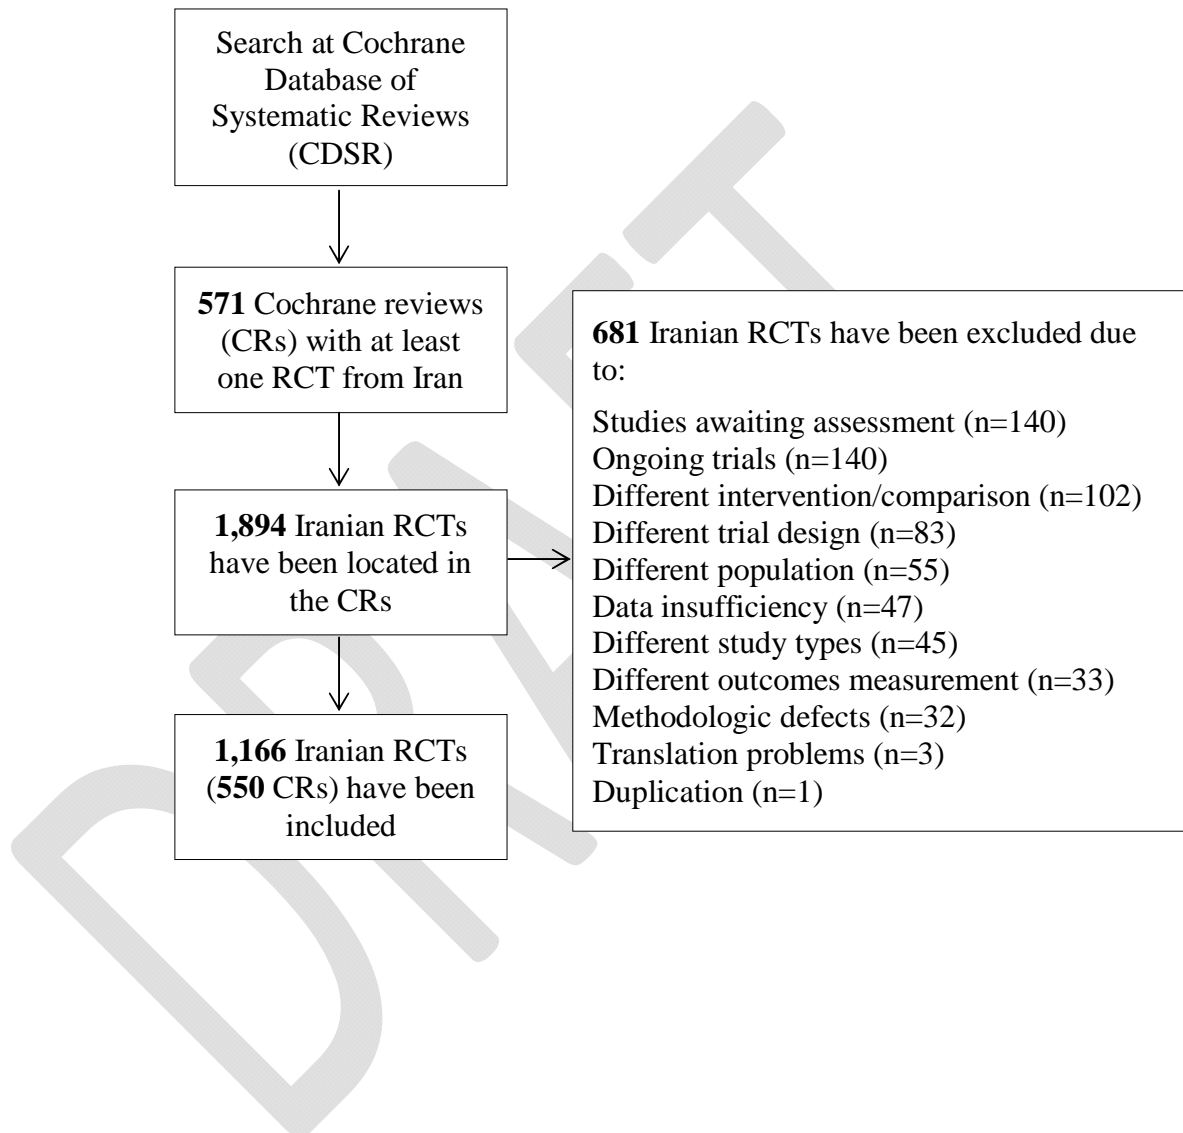 Search at Cochrane
Database of
Systematic Reviews
(CDSR)
571 Cochrane reviews
(CRs) with at least
one RCT from Iran
1,894 Iranian RCTs
have been located in
the CRs
1,166 Iranian RCTs
(550 CRs) have been
included
681 Iranian RCTs have been excluded due
to:
Studies awaiting assessment (n=140)
Ongoing trials (n=140)
Different intervention/comparison (n=102)
Different trial design (n=83)
Different population (n=55)
Data insufficiency (n=47)
Different study types (n=45)
Different outcomes measurement (n=33)
Methodologic defects (n=32)
Translation problems (n=3)
Duplication (n=1)
DRAFT